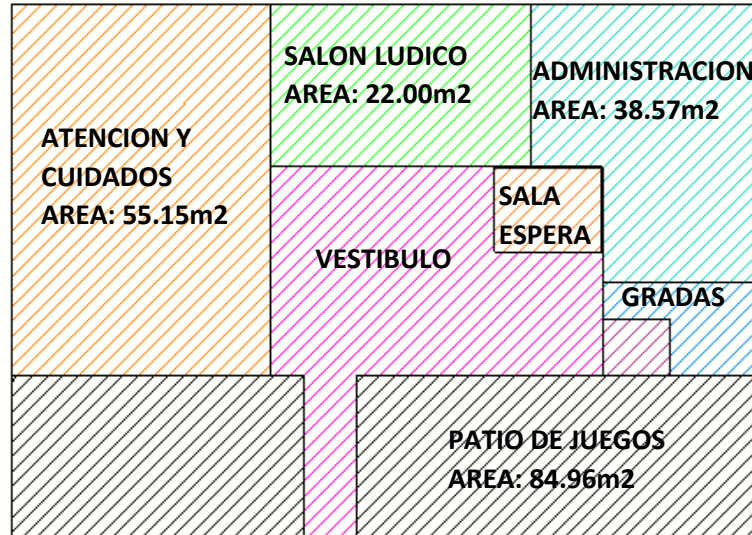 SALON LUDICO
AREA: 22.00m2
ADMINISTRACION
AREA: 38.57m2
ATENCION Y
CUIDADOS
AREA: 55.15m2
SALA
ESPERA
VESTIBULO
GRADAS
PATIO DE JUEGOS
AREA: 84.96m2